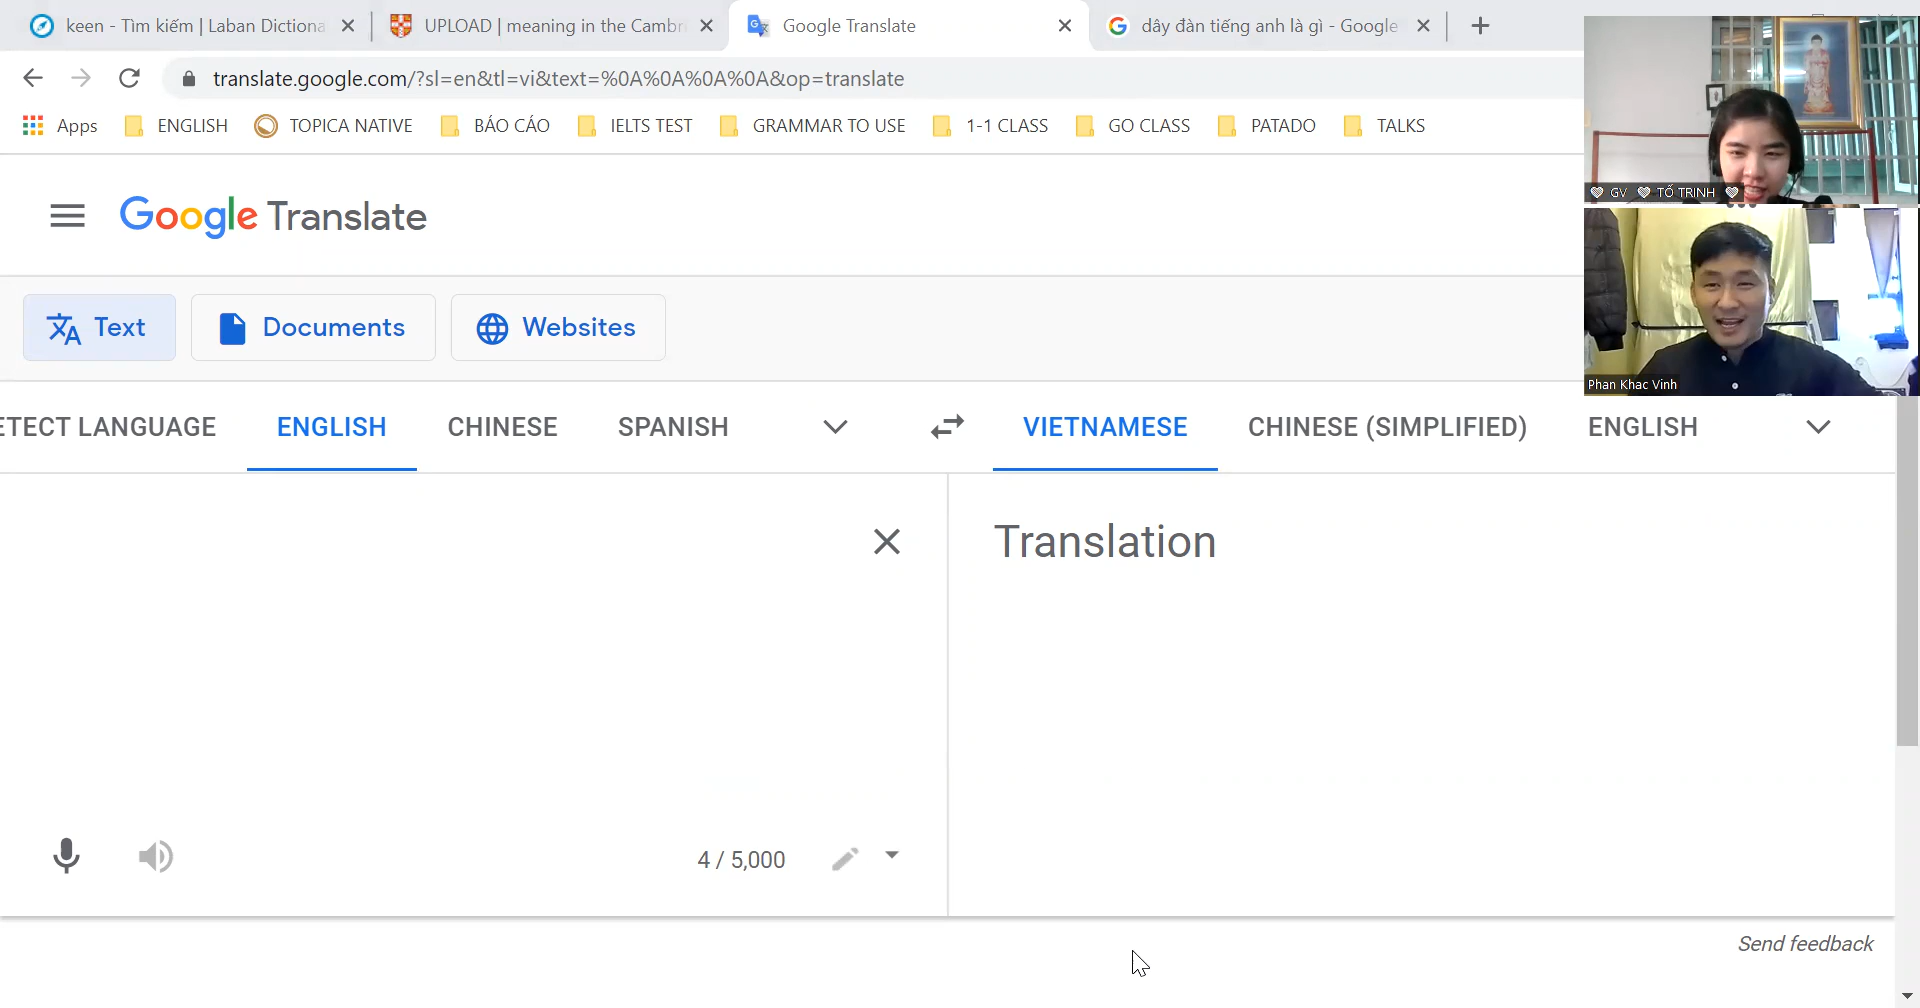 keen - Tìm kiếm | Laban Dictiona
UPLOAD | meaning in the Cambri
Google Translate
dây đàn tiếng anh là gì - Google
translate.google.com/?sl=en&tl=vi&text=%0A%0A%0A%0A&op=translate
Apps
ENGLISH
TOPICA NATIVE
BÁO CÁO
IELTS TEST
GRAMMAR TO USE
1-1 CLASS
GO CLASS
PATADO
TALKS
GV TỐ TRINH
Google Translate
Text
Documents
Websites
Phan Khac Vinh
ETECT LANGUAGE
ENGLISH
CHINESE
SPANISH
VIETNAMESE
CHINESE (SIMPLIFIED)
ENGLISH
Translation
4 / 5,000
Send feedback